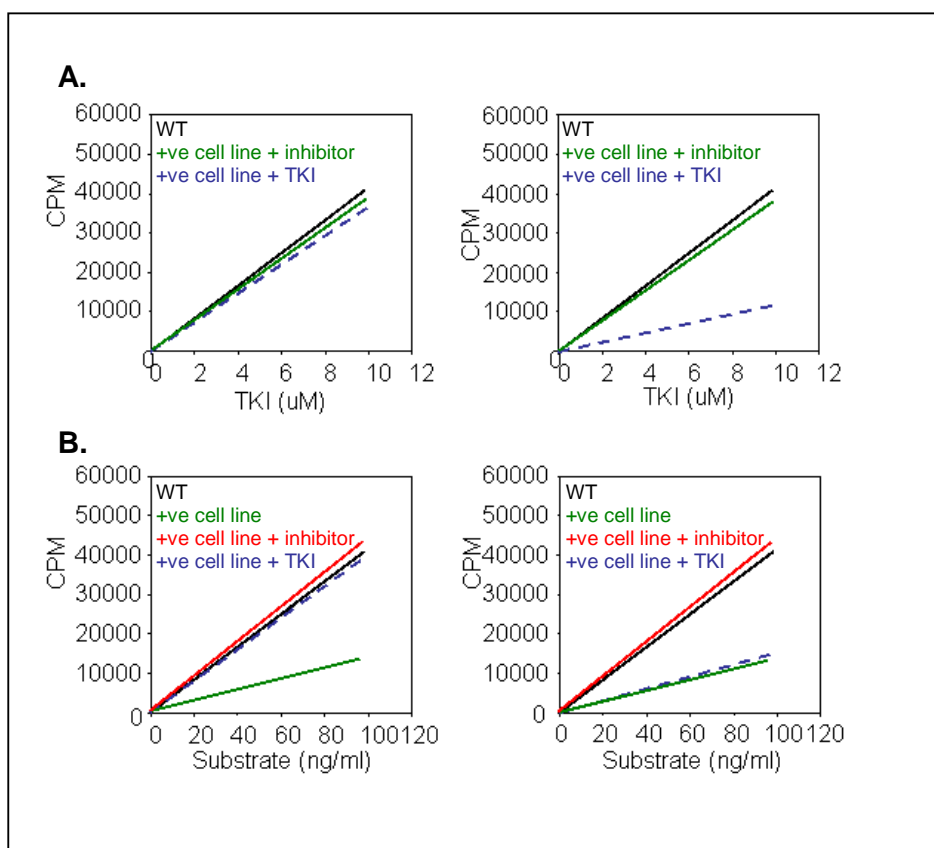 A.
60000
50000
40000
30000
20000
10000
0
CPM
WT
+ve cell line + inhibitor
+ve cell line + TKI
0 2 4 6 8 10 12
TKI (uM)
60000
50000
40000
30000
20000
10000
0
CPM
WT
+ve cell line + inhibitor
+ve cell line + TKI
0 2 4 6 8 10 12
TKI (uM)
B.
60000
50000
40000
30000
20000
10000
0
CPM
WT
+ve cell line
+ve cell line + inhibitor
+ve cell line + TKI
0 20 40 60 80 100 120
Substrate (ng/ml)
60000
50000
40000
30000
20000
10000
0
CPM
WT
+ve cell line
+ve cell line + inhibitor
+ve cell line + TKI
0 20 40 60 80 100 120
Substrate (ng/ml)